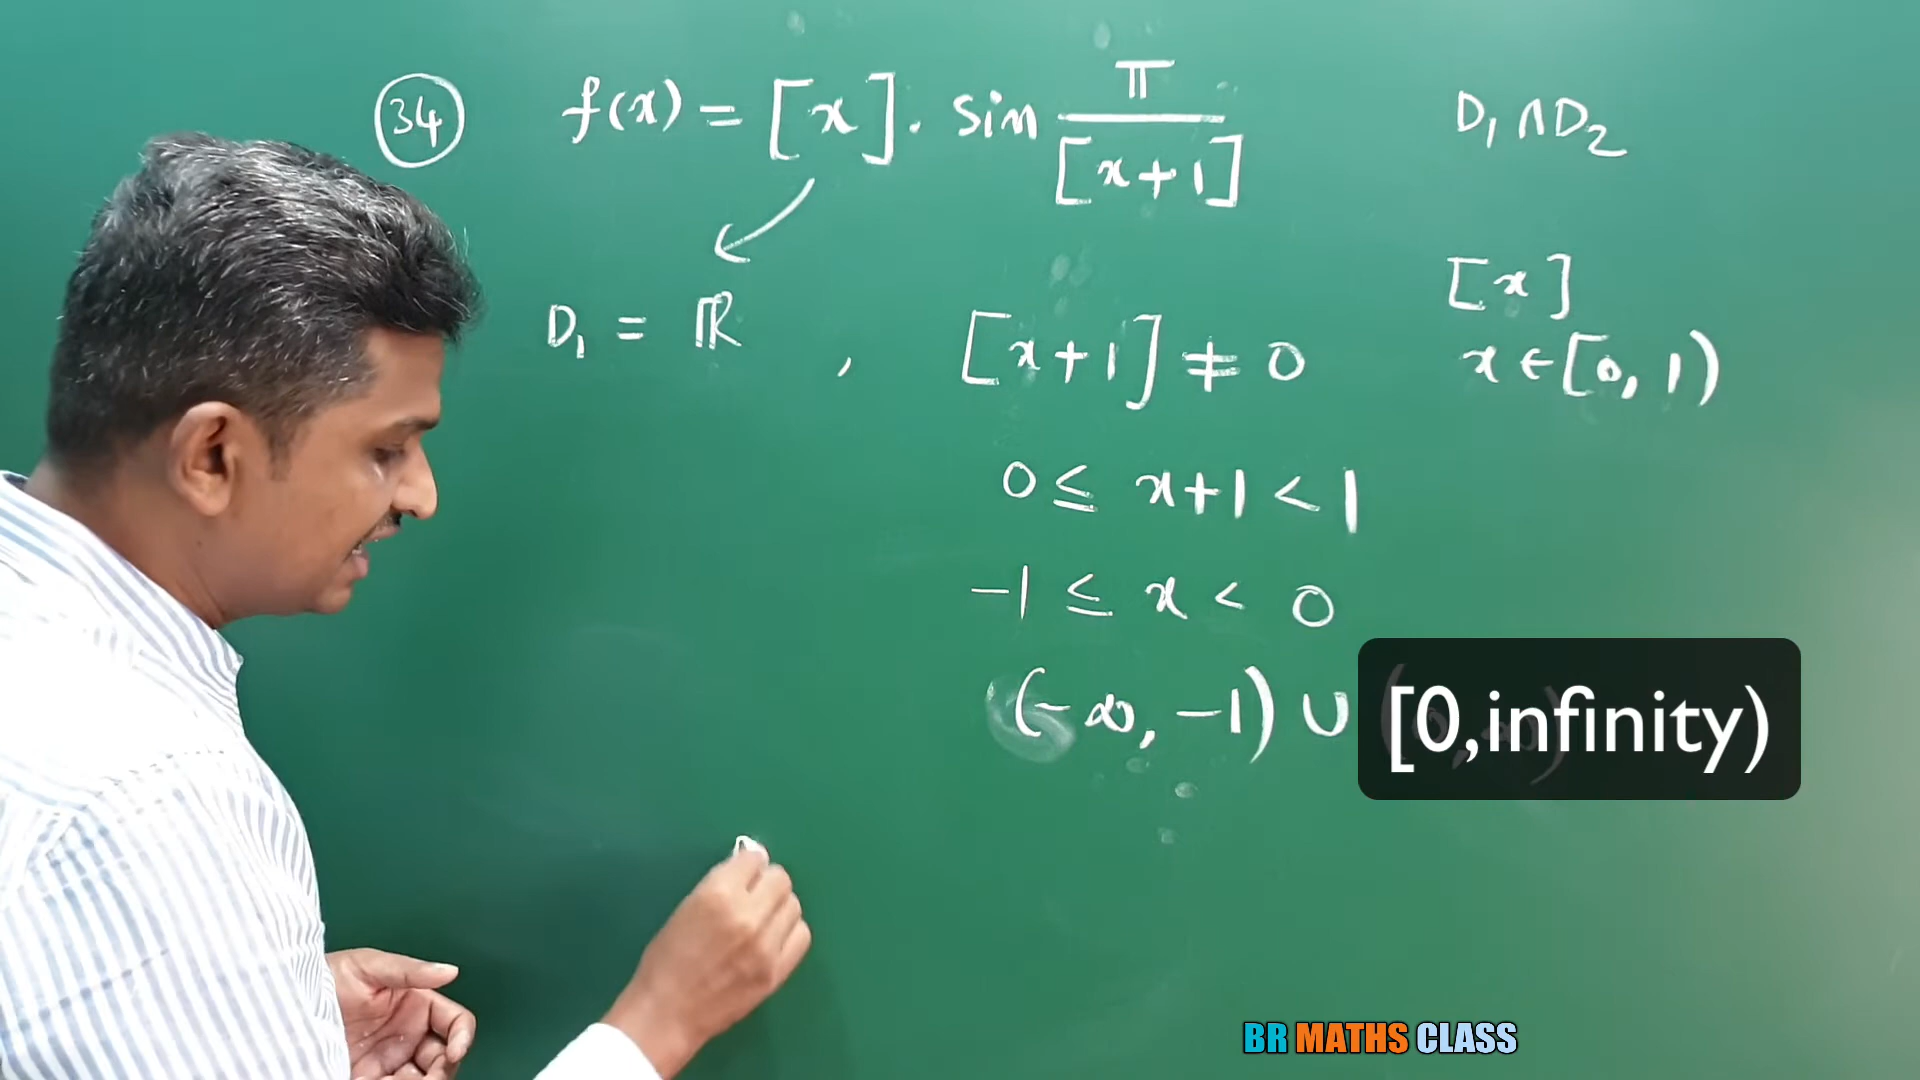 34 f(x) = [x] . sin π/[x+1] D₁ ∩ D₂
D₁ = ℝ , [x+1] ≠ 0
[x]
x ∈ [0, 1)
0 ≤ x+1 < 1
-1 ≤ x < 0
(-∞, -1) ∪ [0,infinity)
BR MATHS CLASS